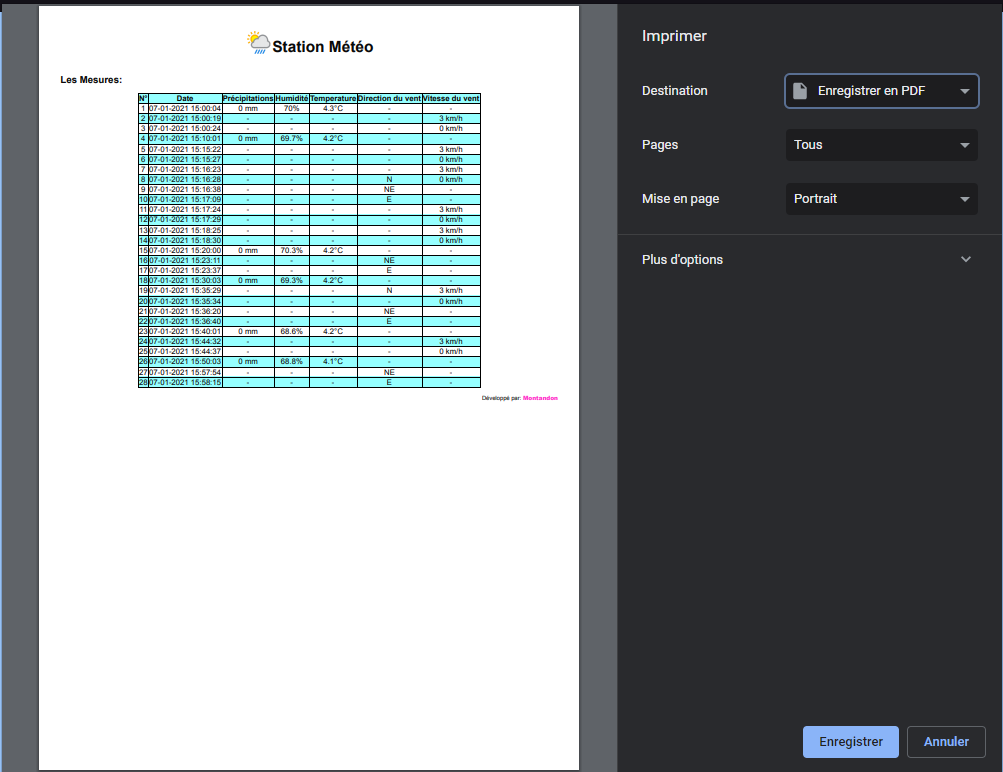 Station Météo
Les Mesures:
N° Date Précipitations Humidité Temperature Direction du vent Vitesse du vent
1 07-01-2021 15:00:04 0 mm 70% 4.3°C - -
2 07-01-2021 15:00:19 - - - - 3 km/h
3 07-01-2021 15:00:24 - - - - 0 km/h
4 07-01-2021 15:10:01 0 mm 69.7% 4.2°C - -
5 07-01-2021 15:15:22 - - - - 3 km/h
6 07-01-2021 15:15:27 - - - - 0 km/h
7 07-01-2021 15:16:23 - - - - 3 km/h
8 07-01-2021 15:16:28 - - - N 0 km/h
9 07-01-2021 15:16:38 - - - NE -
10 07-01-2021 15:17:09 - - - E -
11 07-01-2021 15:17:24 - - - - 3 km/h
12 07-01-2021 15:17:29 - - - - 0 km/h
13 07-01-2021 15:18:25 - - - - 3 km/h
14 07-01-2021 15:18:30 - - - - 0 km/h
15 07-01-2021 15:20:00 0 mm 70.3% 4.2°C - -
16 07-01-2021 15:23:11 - - - NE -
17 07-01-2021 15:23:37 - - - E -
18 07-01-2021 15:30:03 0 mm 69.3% 4.2°C - -
19 07-01-2021 15:35:29 - - - N 3 km/h
20 07-01-2021 15:35:34 - - - - 0 km/h
21 07-01-2021 15:36:20 - - - NE -
22 07-01-2021 15:36:40 - - - E -
23 07-01-2021 15:40:01 0 mm 68.6% 4.2°C - -
24 07-01-2021 15:44:32 - - - - 3 km/h
25 07-01-2021 15:44:37 - - - - 0 km/h
26 07-01-2021 15:50:03 0 mm 68.8% 4.1°C - -
27 07-01-2021 15:57:54 - - - NE -
28 07-01-2021 15:58:15 - - - E -
Développé par: Montandon
Imprimer
Destination Enregistrer en PDF
Pages Tous
Mise en page Portrait
Plus d'options
Enregistrer Annuler